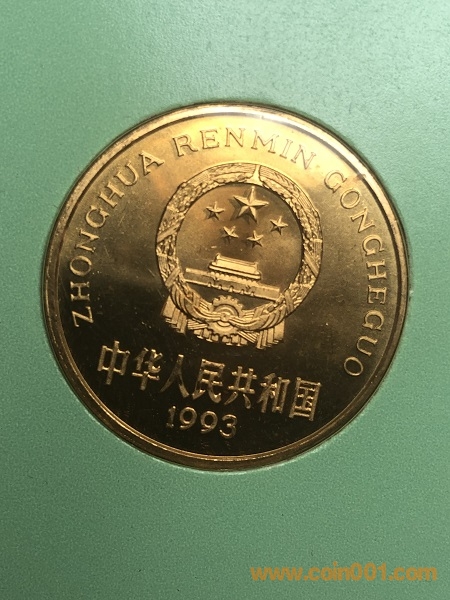 ZHONGHUA RENMIN GONGHEGUO
中华人民共和国
1993
www.coin001.com